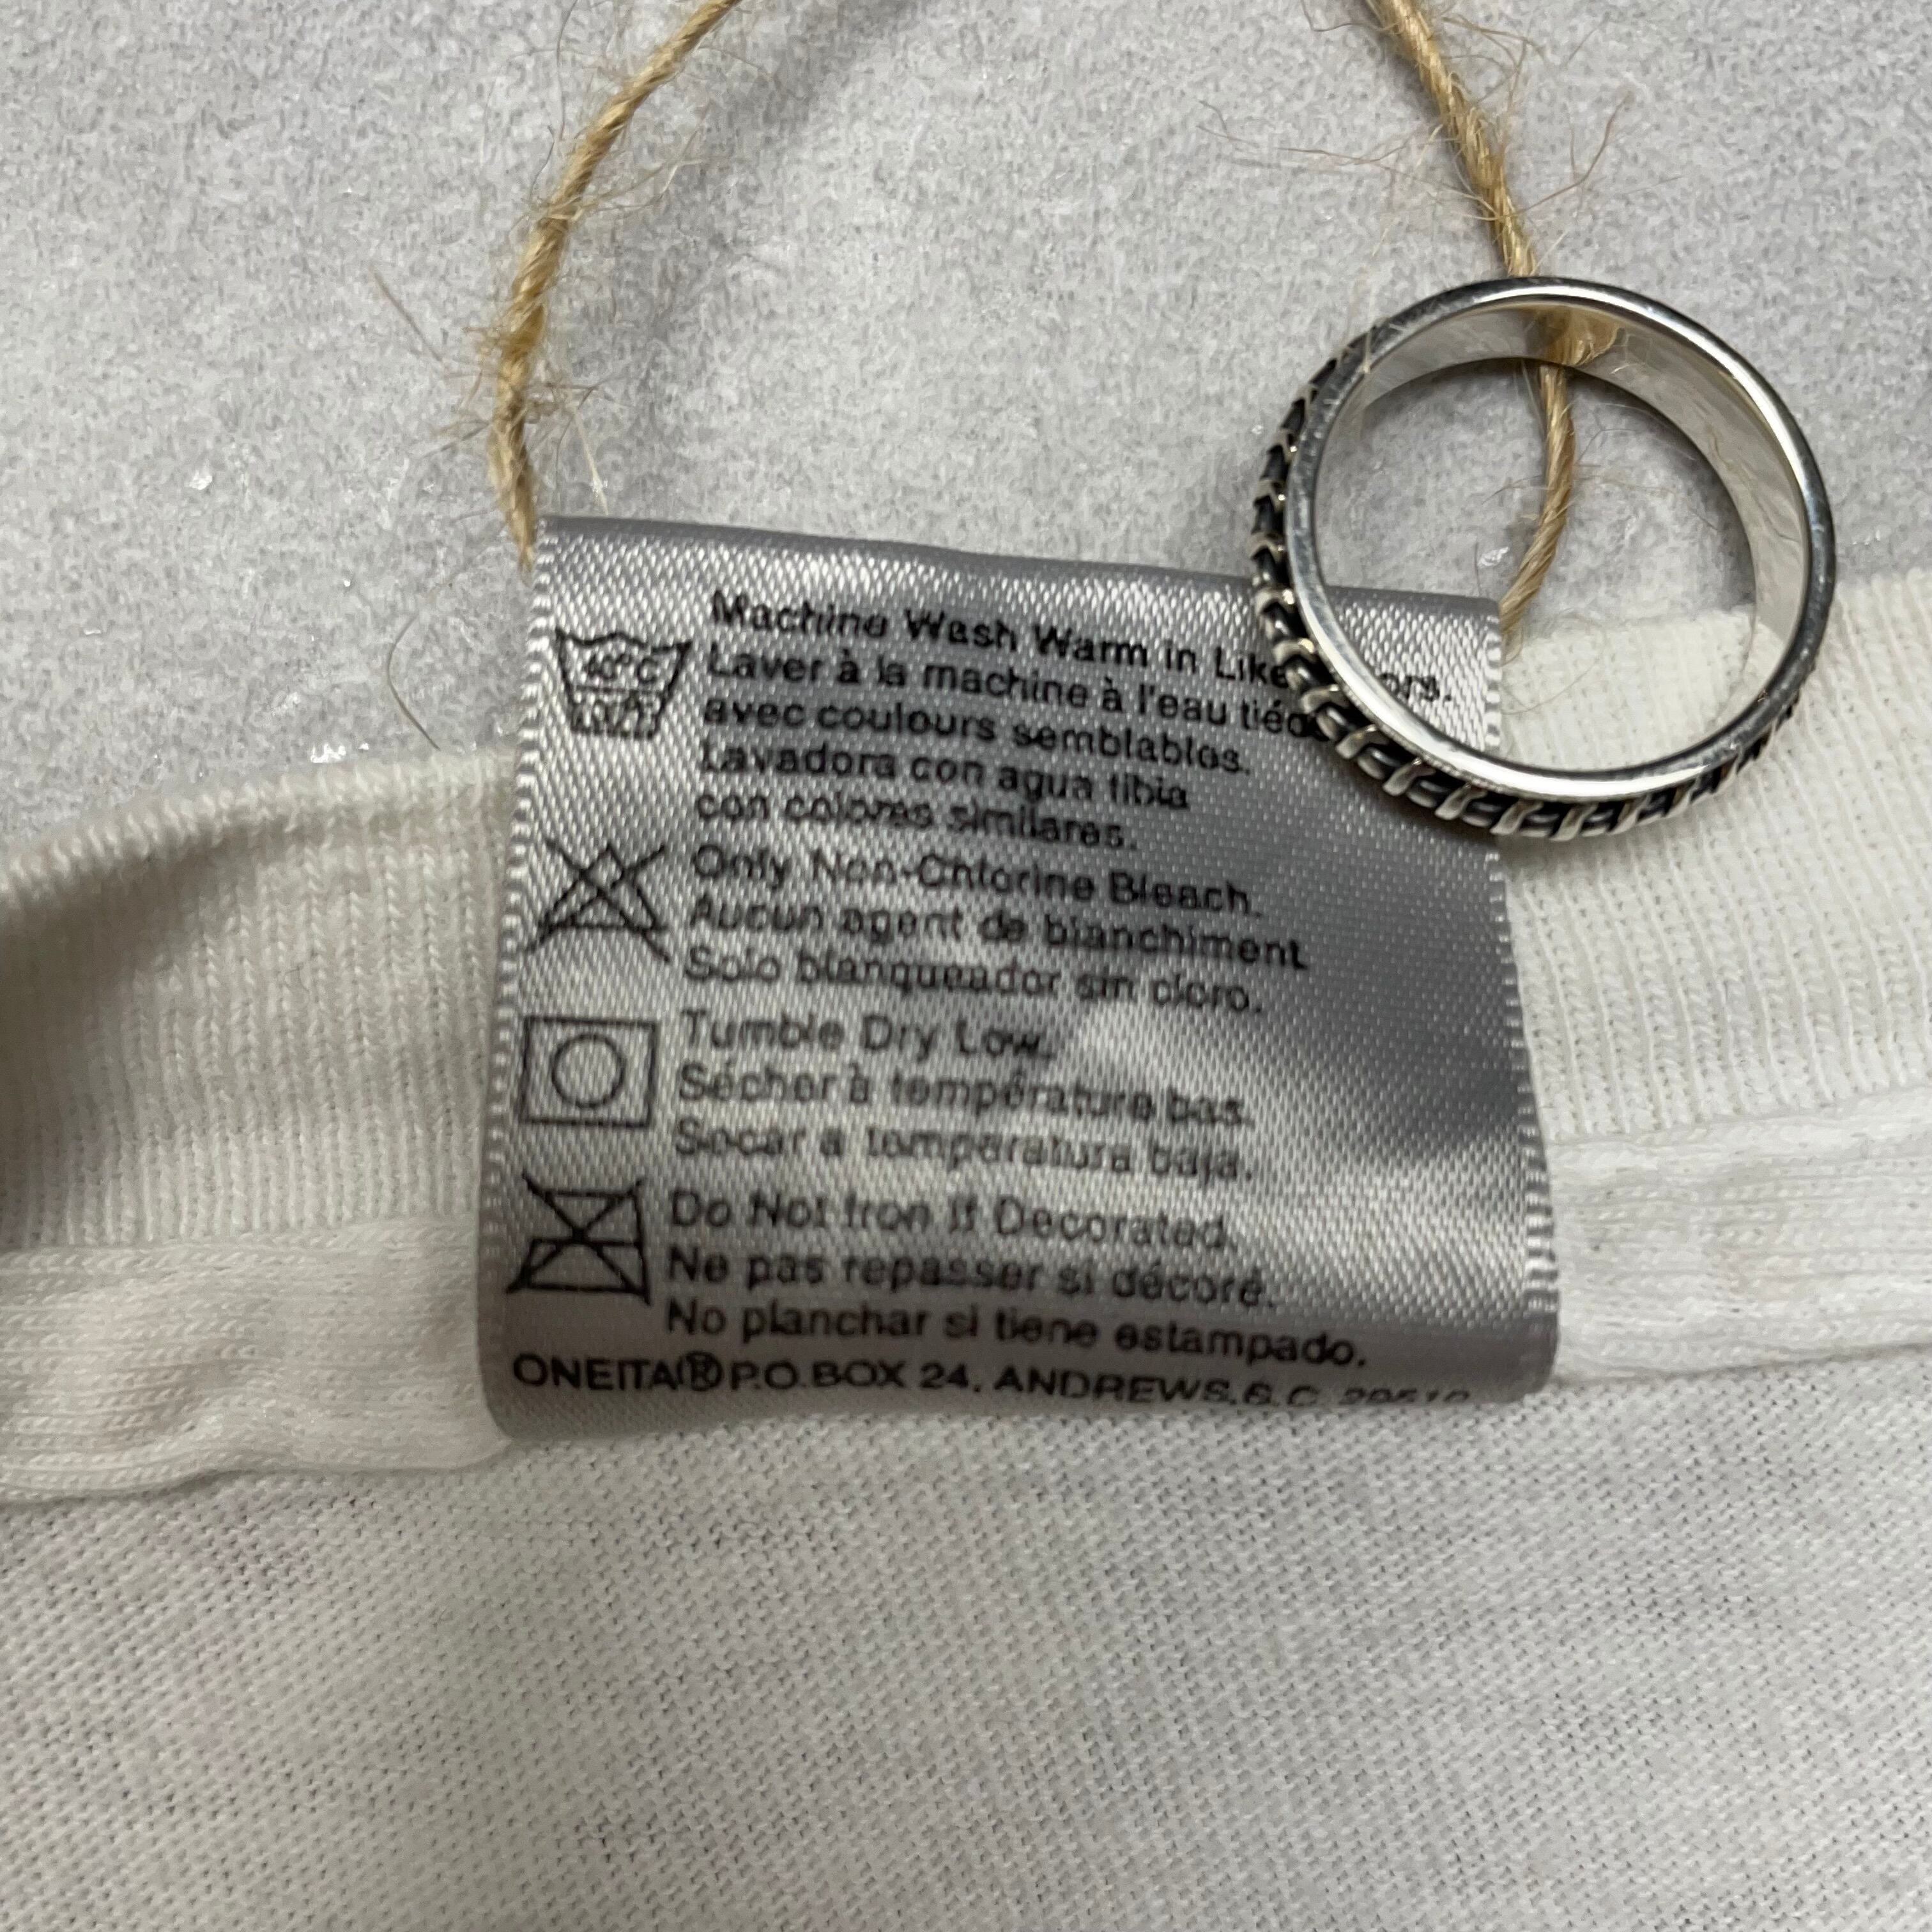 Machine Wash Warm in Like ors.
40°C
Laver à la machine à l'eau tiéd
avec coulours semblables.
Lavadora con agua tibia
con colores similares.
Only Non-Chlorine Bleach.
Aucun agent de blanchiment
Solo blanqueador sin cloro.
Tumble Dry Low.
Sécher à température bas.
Secar a temperatura baja.
Do Not Iron If Decorated.
Ne pas repasser si décoré.
No planchar si tiene estampado.
ONEITA® P.O. BOX 24, ANDREWS, S.C.